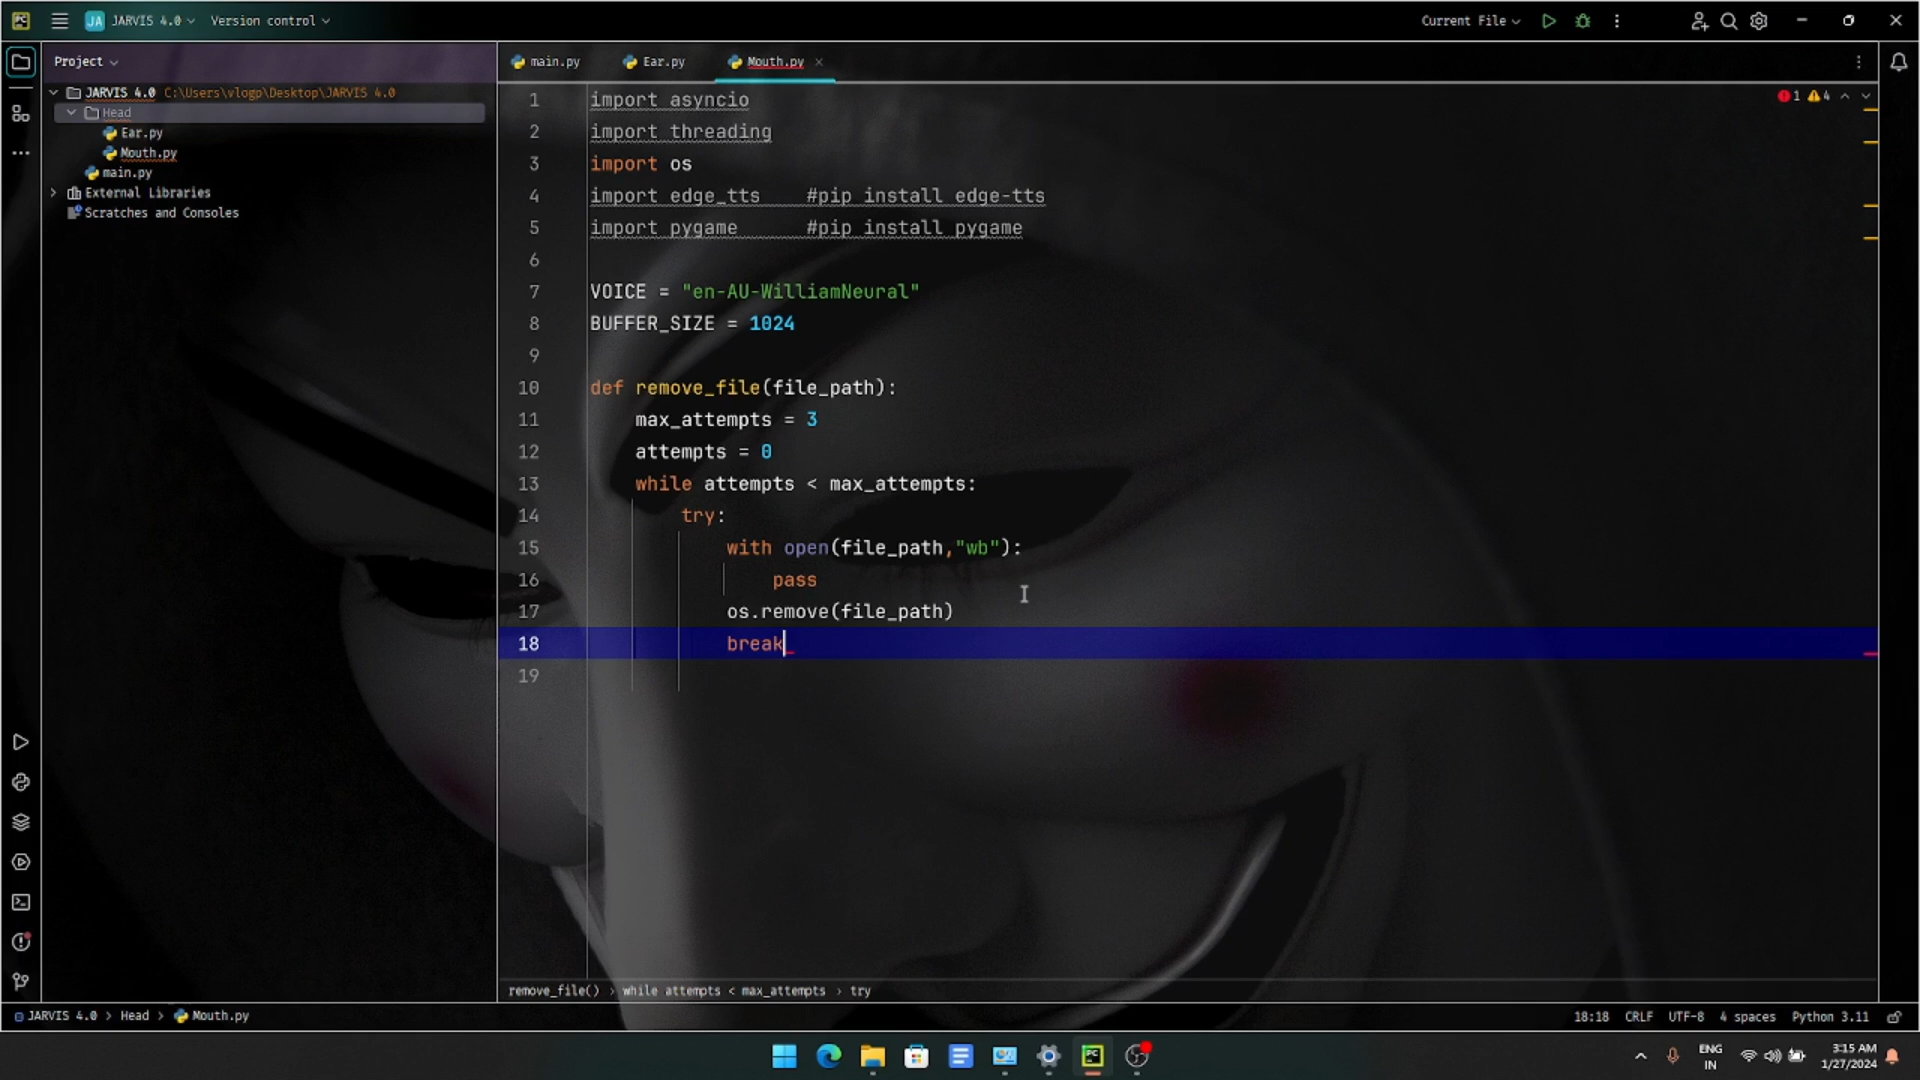 JA JARVIS 4.0 Version control Current File
Project
main.py Ear.py Mouth.py
JARVIS 4.0 C:\Users\vlogp\Desktop\JARVIS 4.0
Head
Ear.py
Mouth.py
main.py
External Libraries
Scratches and Consoles
1 4
1 import asyncio
2 import threading
3 import os
4 import edge_tts #pip install edge-tts
5 import pygame #pip install pygame
6
7 VOICE = "en-AU-WilliamNeural"
8 BUFFER_SIZE = 1024
9
10 def remove_file(file_path):
11 max_attempts = 3
12 attempts = 0
13 while attempts < max_attempts:
14 try:
15 with open(file_path,"wb"):
16 pass
17 os.remove(file_path)
18 break
19
remove_file() › while attempts < max_attempts › try
JARVIS 4.0 › Head › Mouth.py 18:18 CRLF UTF-8 4 spaces Python 3.11
ENG 3:15 AM
IN 1/27/2024